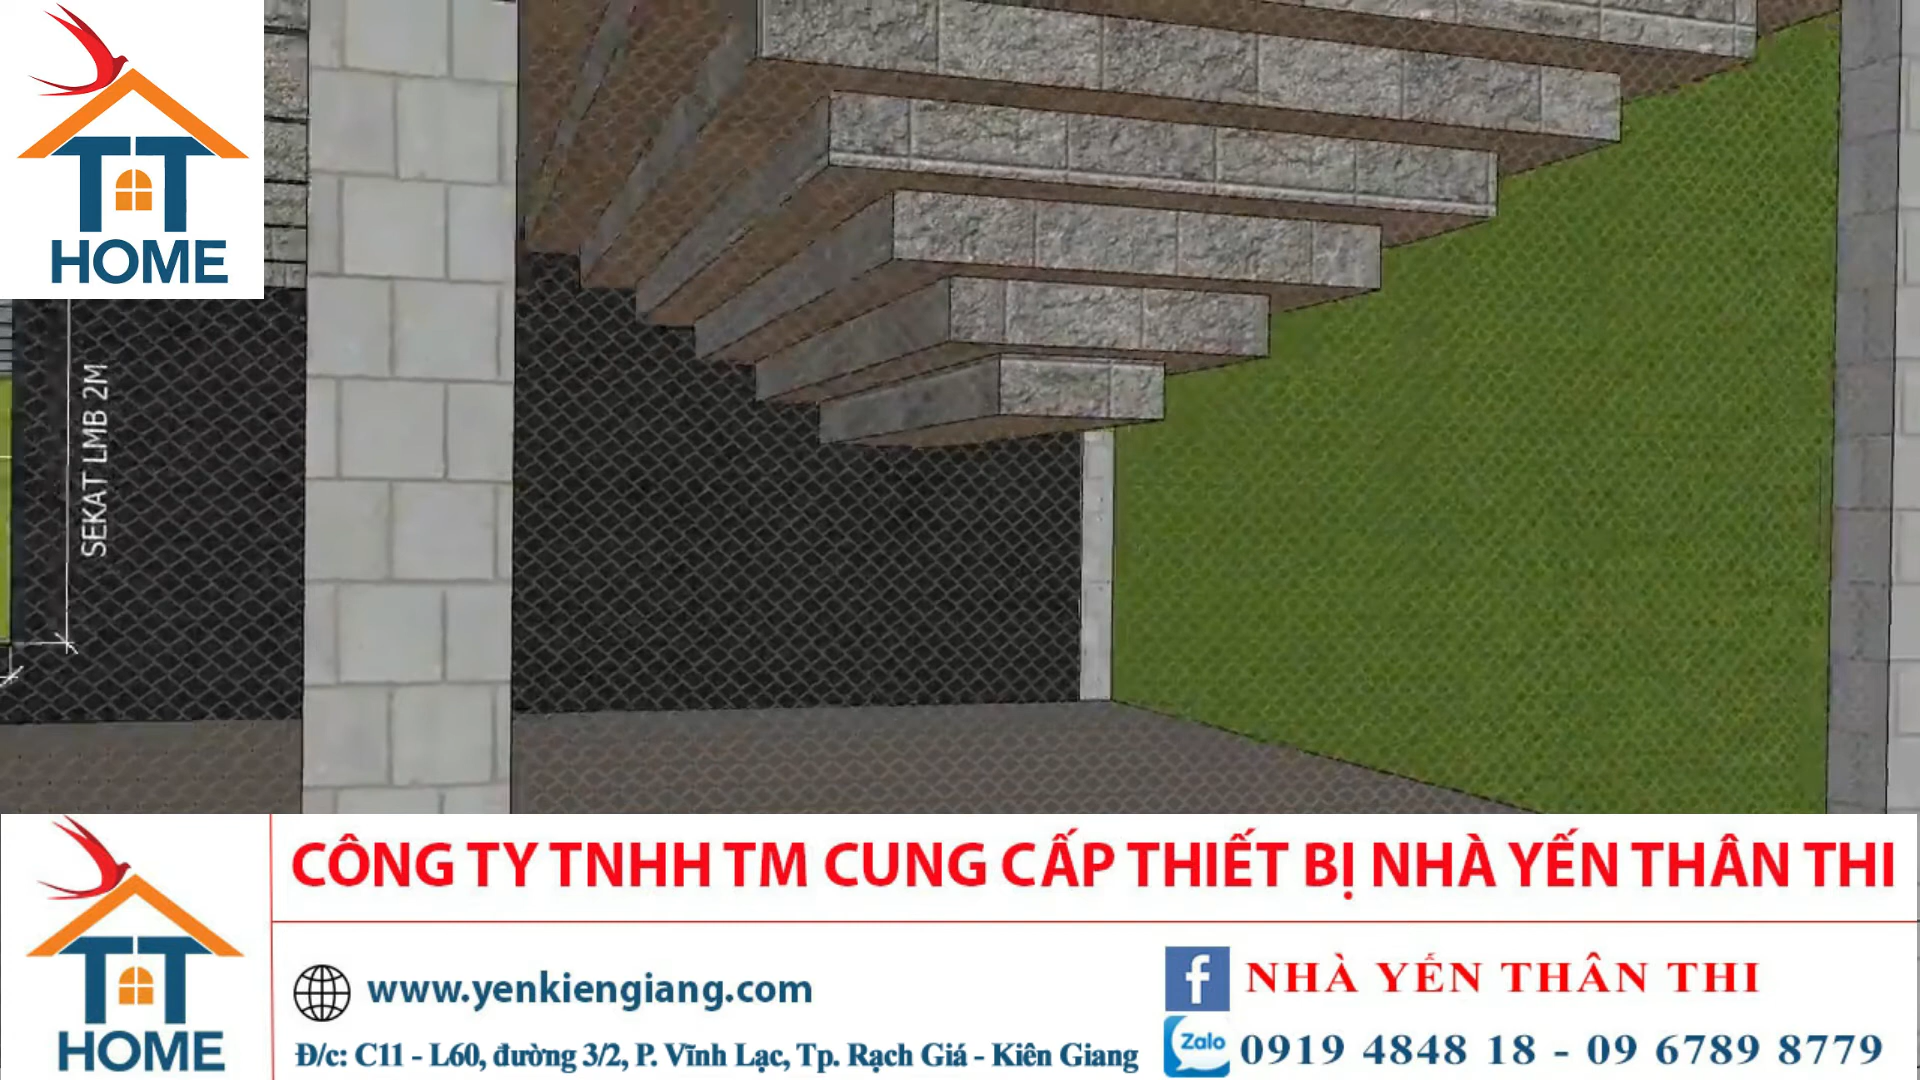 TT
HOME
SEKAT LMB 2M
TT
HOME
CÔNG TY TNHH TM CUNG CẤP THIẾT BỊ NHÀ YẾN THÂN THI
www.yenkiengiang.com
f NHÀ YẾN THÂN THI
Đ/c: C11 - L60, đường 3/2, P. Vĩnh Lạc, Tp. Rạch Giá - Kiên Giang
Zalo 0919 4848 18 - 09 6789 8779